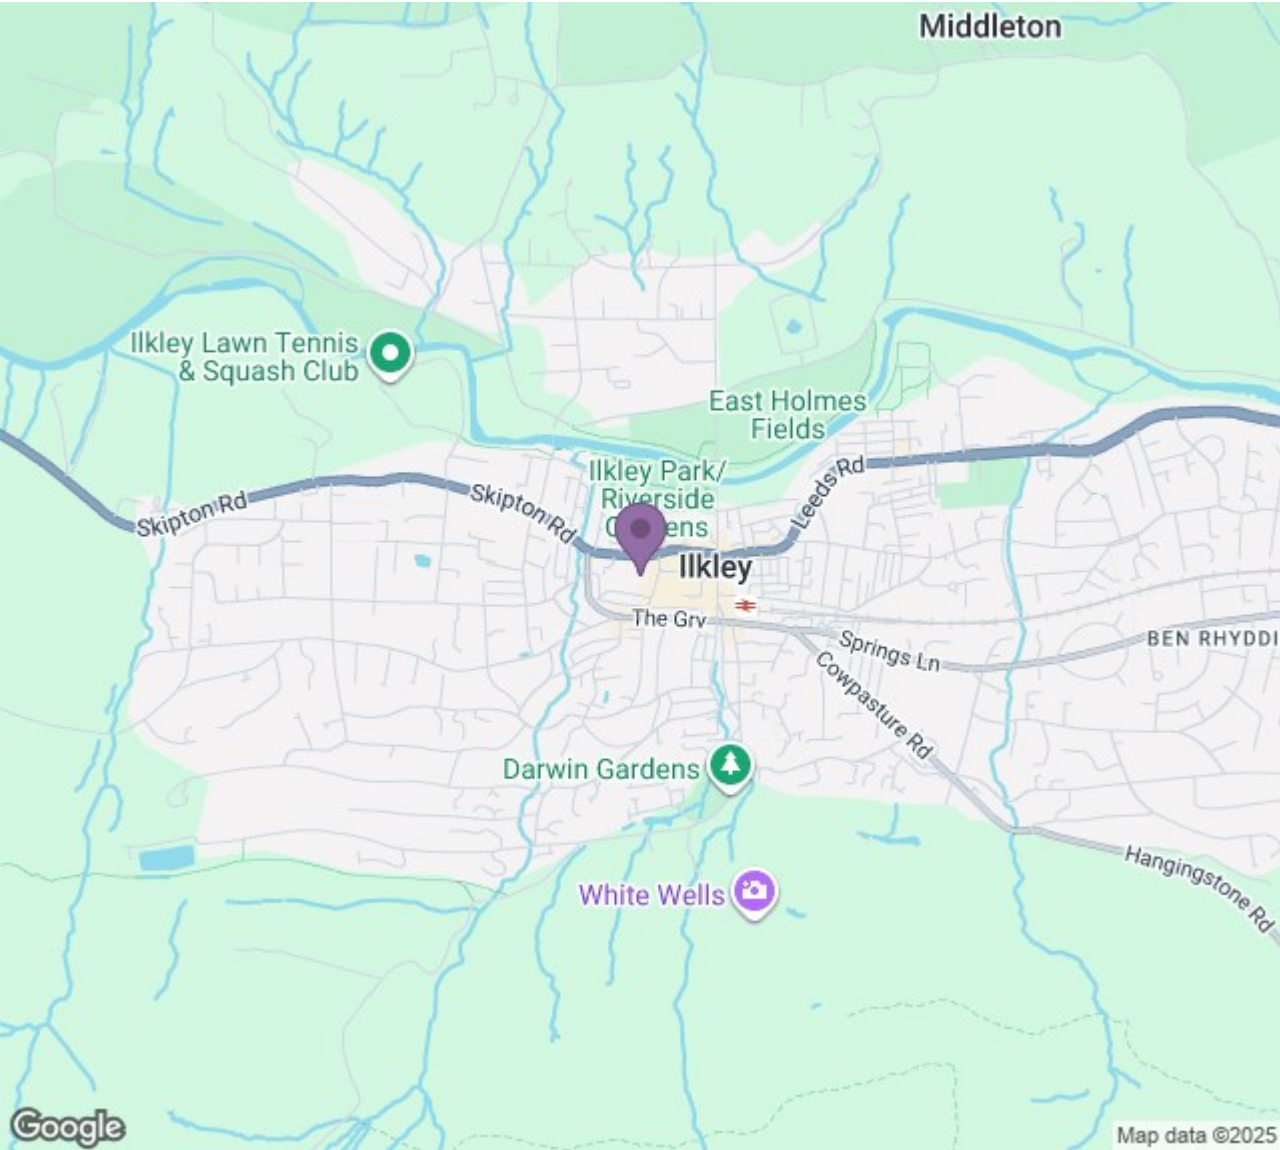 Middleton
Ilkley Lawn Tennis
& Squash Club
East Holmes
Fields
Ilkley Park/
Riverside
ens
Leeds Rd
Skipton Rd
Skipton Rd
Ilkley
The Grv
Springs Ln
BEN RHYDDI
Cowpasture Rd
Darwin Gardens
Hangingstone Rd
White Wells
Google
Map data ©2025